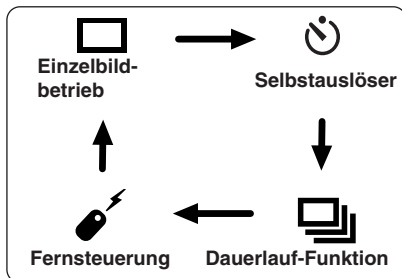 Einzelbild-
betrieb
Selbstauslöser
Fernsteuerung
Dauerlauf-Funktion